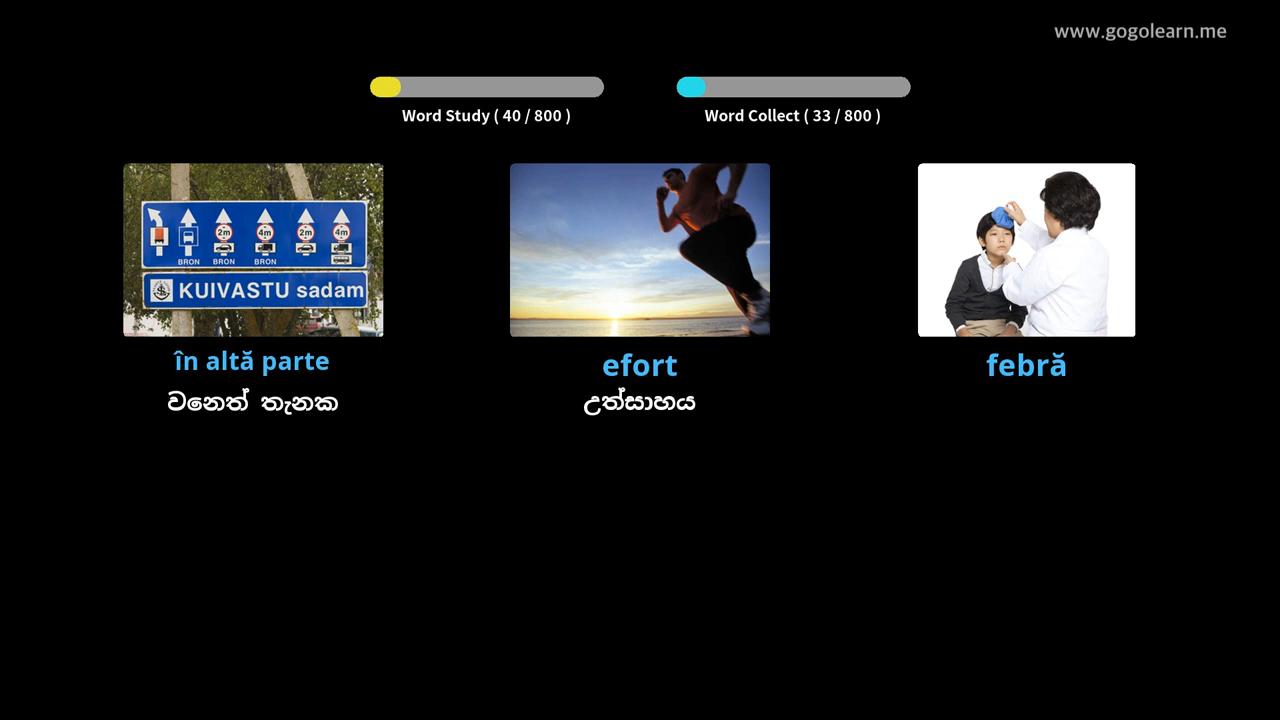 www.gogolearn.me
Word Study ( 40 / 800 )
Word Collect ( 33 / 800 )
2m 4m 2m 4m
BRON BRON BRON
KUIVASTU sadam
în altă parte
efort
febră
වනෙත් තැනක
උත්සාහය